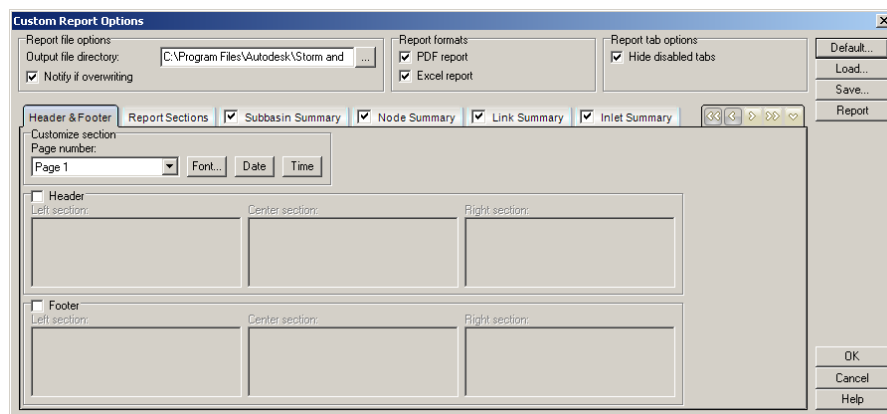 Custom Report Options
Report file options
Output file directory: C:\Program Files\Autodesk\Storm and ...
Notify if overwriting
Report formats
PDF report
Excel report
Report tab options
Hide disabled tabs
Default...
Load...
Save...
Report
Header & Footer Report Sections Subbasin Summary Node Summary Link Summary Inlet Summary
Customize section
Page number:
Page 1 Font... Date Time
Header
Left section: Center section: Right section:
Footer
Left section: Center section: Right section:
OK
Cancel
Help